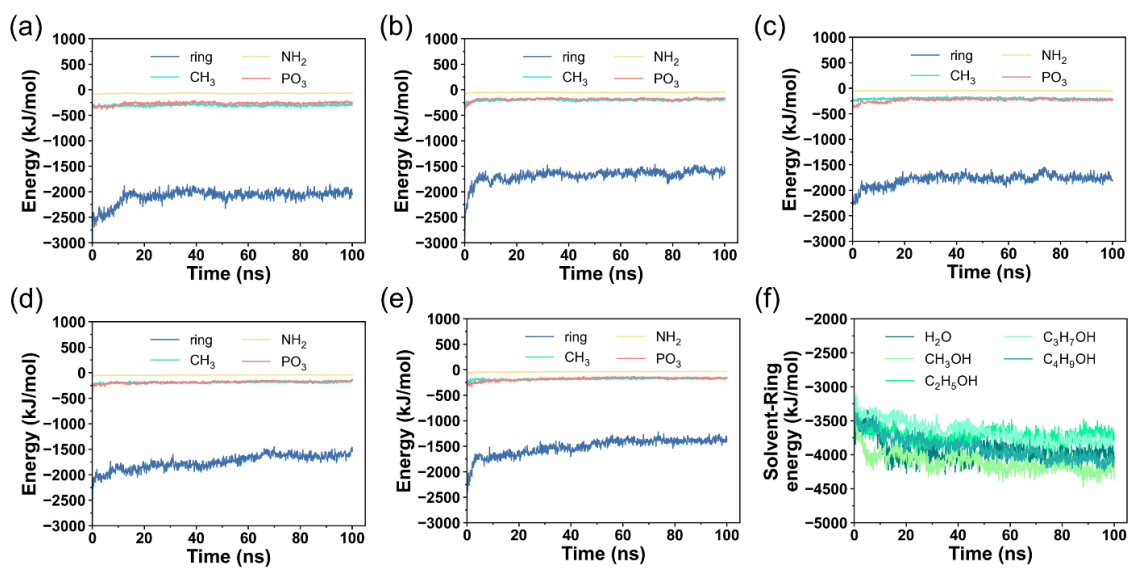 (a)
1000
500
0
−500
−1000
−1500
−2000
−2500
−3000
Energy (kJ/mol)
ring
NH2
CH3
PO3
0 20 40 60 80 100
Time (ns)
(b)
1000
500
0
−500
−1000
−1500
−2000
−2500
−3000
Energy (kJ/mol)
ring
NH2
CH3
PO3
0 20 40 60 80 100
Time (ns)
(c)
1000
500
0
−500
−1000
−1500
−2000
−2500
−3000
Energy (kJ/mol)
ring
NH2
CH3
PO3
0 20 40 60 80 100
Time (ns)
(d)
1000
500
0
−500
−1000
−1500
−2000
−2500
−3000
Energy (kJ/mol)
ring
NH2
CH3
PO3
0 20 40 60 80 100
Time (ns)
(e)
1000
500
0
−500
−1000
−1500
−2000
−2500
−3000
Energy (kJ/mol)
ring
NH2
CH3
PO3
0 20 40 60 80 100
Time (ns)
(f)
−2000
−2500
−3000
−3500
−4000
−4500
−5000
Solvent-Ring
energy (kJ/mol)
H2O
C3H7OH
CH3OH
C4H9OH
C2H5OH
0 20 40 60 80 100
Time (ns)